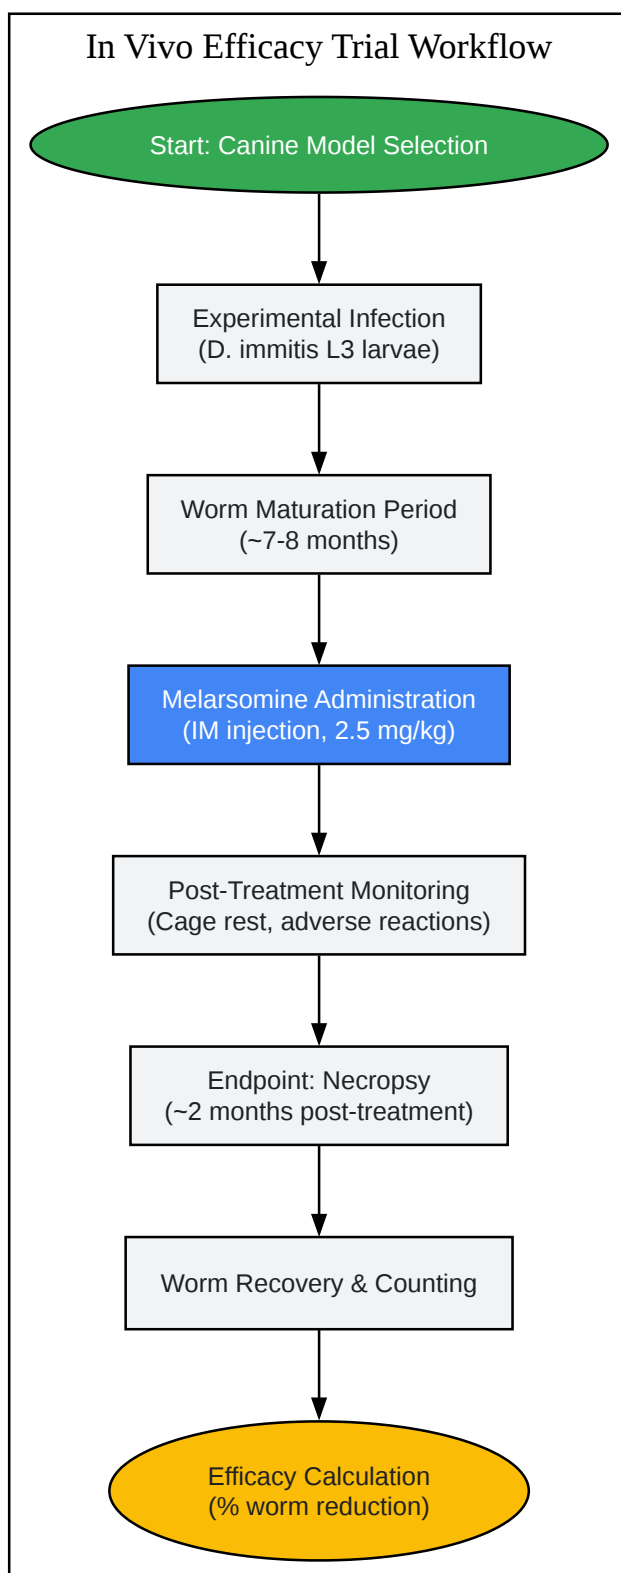 In Vivo Efficacy Trial Workflow
Start: Canine Model Selection
Experimental Infection
(D. immitis L3 larvae)
Worm Maturation Period
(~7-8 months)
Melarsomine Administration
(IM injection, 2.5 mg/kg)
Post-Treatment Monitoring
(Cage rest, adverse reactions)
Endpoint: Necropsy
(~2 months post-treatment)
Worm Recovery & Counting
Efficacy Calculation
(% worm reduction)